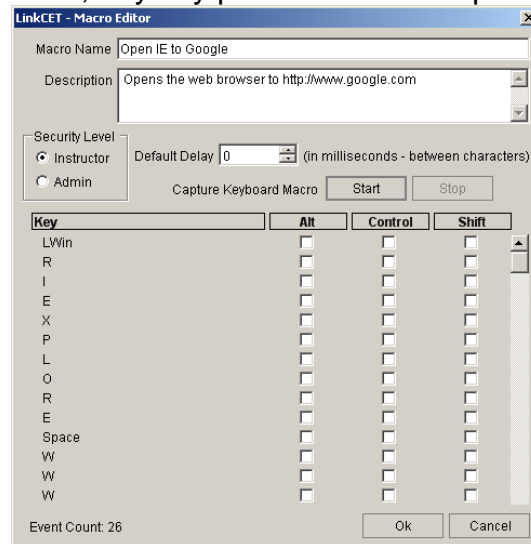 LinkCET - Macro Editor
Macro Name Open IE to Google
Description Opens the web browser to http://www.google.com
Security Level
Instructor Default Delay 0 (in milliseconds - between characters)
Admin Capture Keyboard Macro Start Stop
Key Alt Control Shift
LWin
R
I
E
X
P
L
O
R
E
Space
W
W
W
Event Count: 26 Ok Cancel